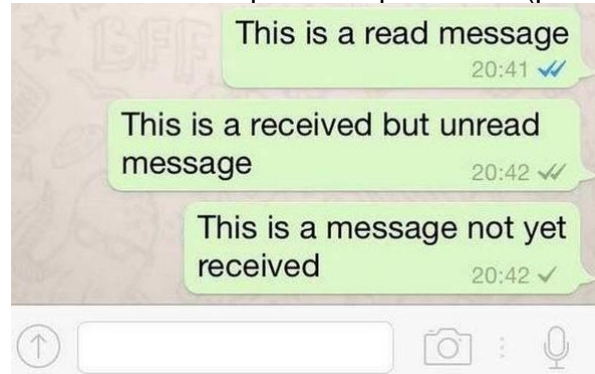 This is a read message
20:41
This is a received but unread
message
20:42
This is a message not yet
received
20:42